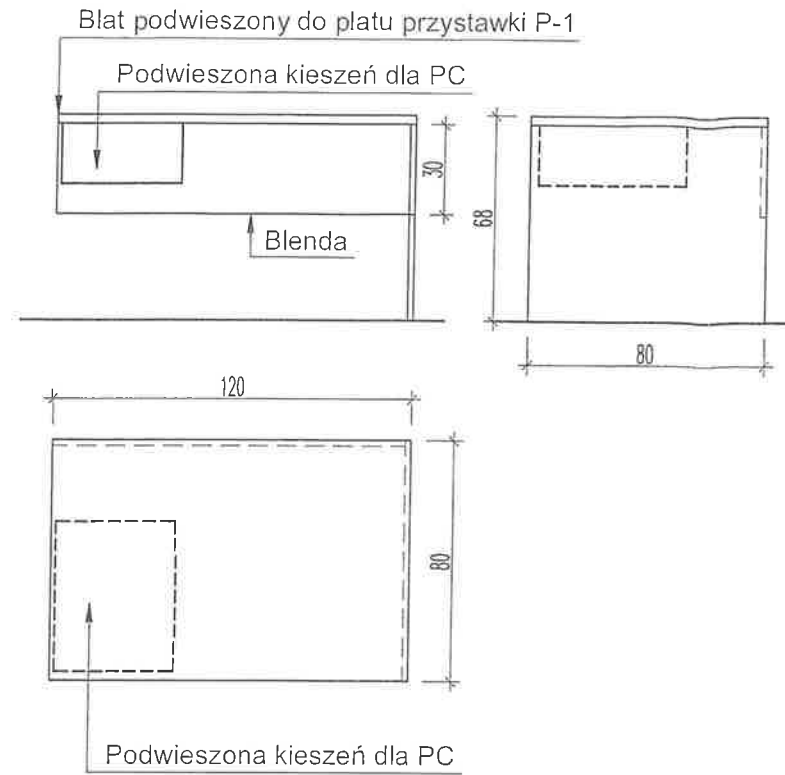 Blat podwieszony do platu przystawki P-1
Podwieszona kieszeń dla PC
30
68
Blenda
80
120
80
Podwieszona kieszeń dla PC